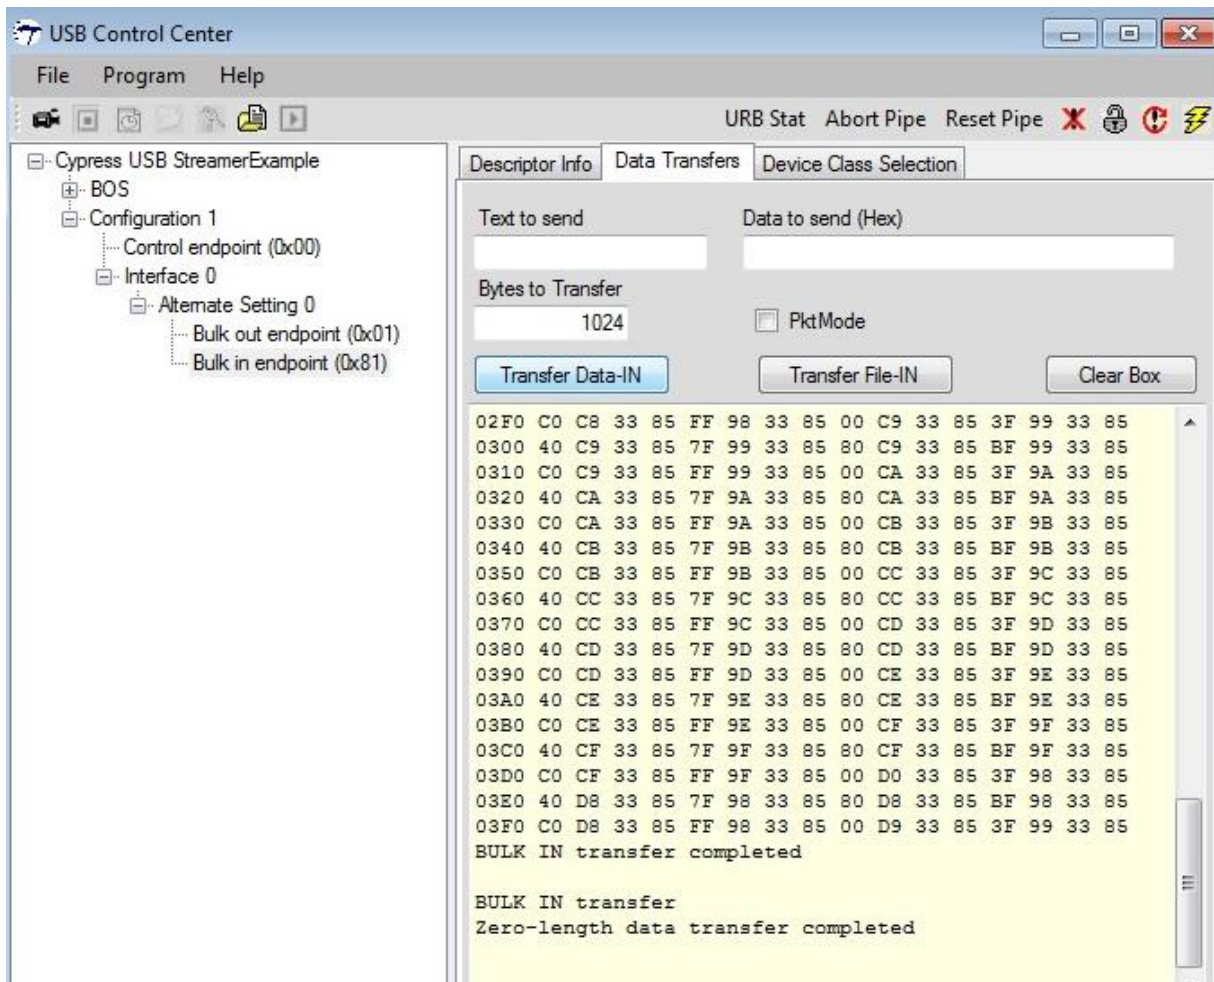 USB Control Center
File Program Help
URB Stat Abort Pipe Reset Pipe
Cypress USB StreamerExample
BOS
Configuration 1
Control endpoint (0x00)
Interface 0
Alternate Setting 0
Bulk out endpoint (0x01)
Bulk in endpoint (0x81)
Descriptor Info Data Transfers Device Class Selection
Text to send Data to send (Hex)
Bytes to Transfer
1024 PktMode
Transfer Data-IN Transfer File-IN Clear Box
02F0 C0 C8 33 85 FF 98 33 85 00 C9 33 85 3F 99 33 85
0300 40 C9 33 85 7F 99 33 85 80 C9 33 85 BF 99 33 85
0310 C0 C9 33 85 FF 99 33 85 00 CA 33 85 3F 9A 33 85
0320 40 CA 33 85 7F 9A 33 85 80 CA 33 85 BF 9A 33 85
0330 C0 CA 33 85 FF 9A 33 85 00 CB 33 85 3F 9B 33 85
0340 40 CB 33 85 7F 9B 33 85 80 CB 33 85 BF 9B 33 85
0350 C0 CB 33 85 FF 9B 33 85 00 CC 33 85 3F 9C 33 85
0360 40 CC 33 85 7F 9C 33 85 80 CC 33 85 BF 9C 33 85
0370 C0 CC 33 85 FF 9C 33 85 00 CD 33 85 3F 9D 33 85
0380 40 CD 33 85 7F 9D 33 85 80 CD 33 85 BF 9D 33 85
0390 C0 CD 33 85 FF 9D 33 85 00 CE 33 85 3F 9E 33 85
03A0 40 CE 33 85 7F 9E 33 85 80 CE 33 85 BF 9E 33 85
03B0 C0 CE 33 85 FF 9E 33 85 00 CF 33 85 3F 9F 33 85
03C0 40 CF 33 85 7F 9F 33 85 80 CF 33 85 BF 9F 33 85
03D0 C0 CF 33 85 FF 9F 33 85 00 D0 33 85 3F 98 33 85
03E0 40 D8 33 85 7F 98 33 85 80 D8 33 85 BF 98 33 85
03F0 C0 D8 33 85 FF 98 33 85 00 D9 33 85 3F 99 33 85
BULK IN transfer completed
BULK IN transfer
Zero-length data transfer completed